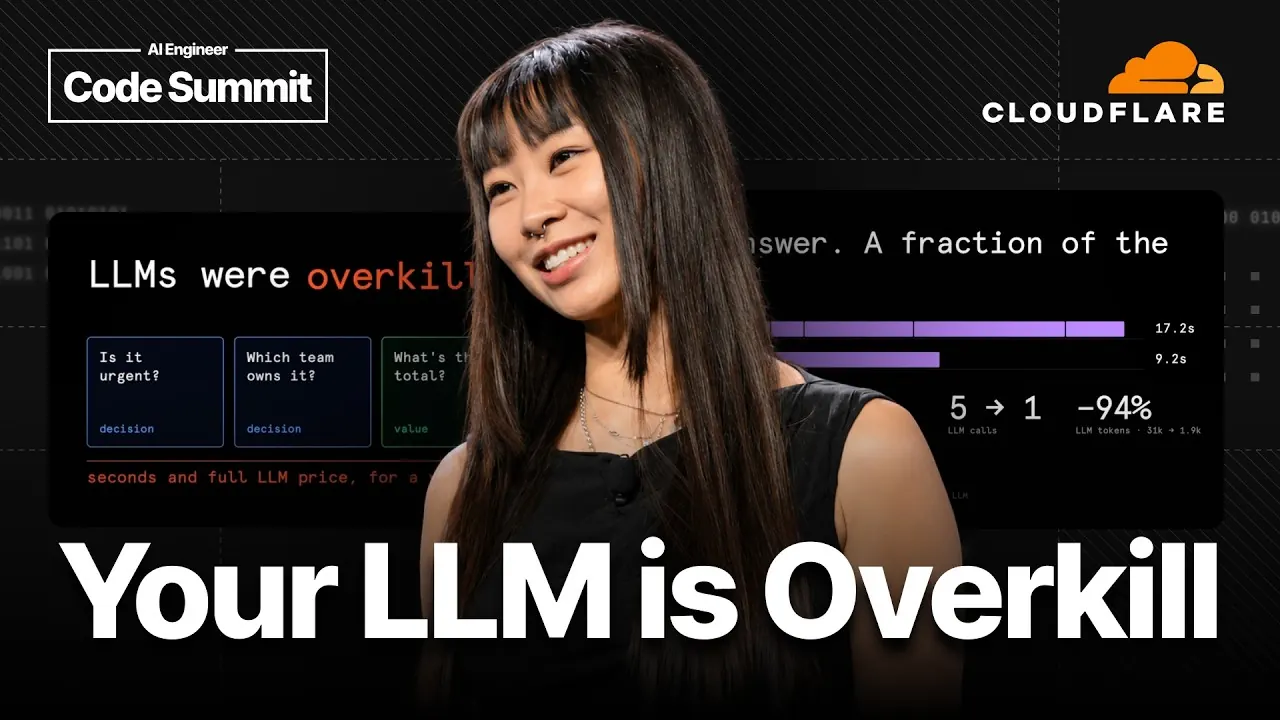 AI Engineer
Code Summit
CLOUDFLARE
LLMs were overkill
Is it
urgent?
decision
Which team
owns it?
decision
What's
total?
value
seconds and full LLM price, for a
A fraction of the
17.2s
9.2s
5 → 1
LLM calls
−94%
LLM tokens · 31k → 1.9k
LLM
Your LLM is Overkill